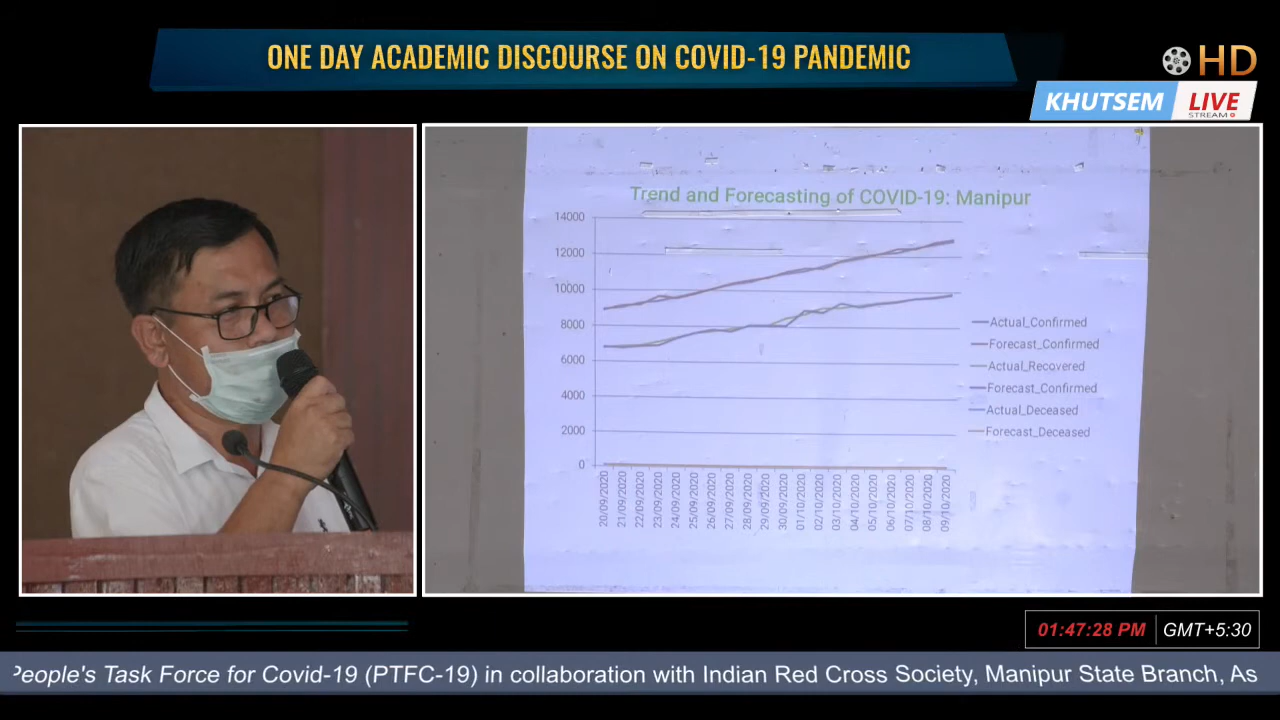 ONE DAY ACADEMIC DISCOURSE ON COVID-19 PANDEMIC
HD
KHUTSEM LIVE
STREAM
Trend and Forecasting of COVID-19: Manipur
14000
12000
10000
8000
6000
4000
2000
0
Actual_Confirmed
Forecast_Confirmed
Actual_Recovered
Forecast_Confirmed
Actual_Deceased
Forecast_Deceased
20/09/2020
21/09/2020
22/09/2020
23/09/2020
24/09/2020
25/09/2020
26/09/2020
27/09/2020
28/09/2020
29/09/2020
30/09/2020
01/10/2020
02/10/2020
03/10/2020
04/10/2020
05/10/2020
06/10/2020
07/10/2020
08/10/2020
09/10/2020
01:47:28 PM GMT+5:30
People's Task Force for Covid-19 (PTFC-19) in collaboration with Indian Red Cross Society, Manipur State Branch, As